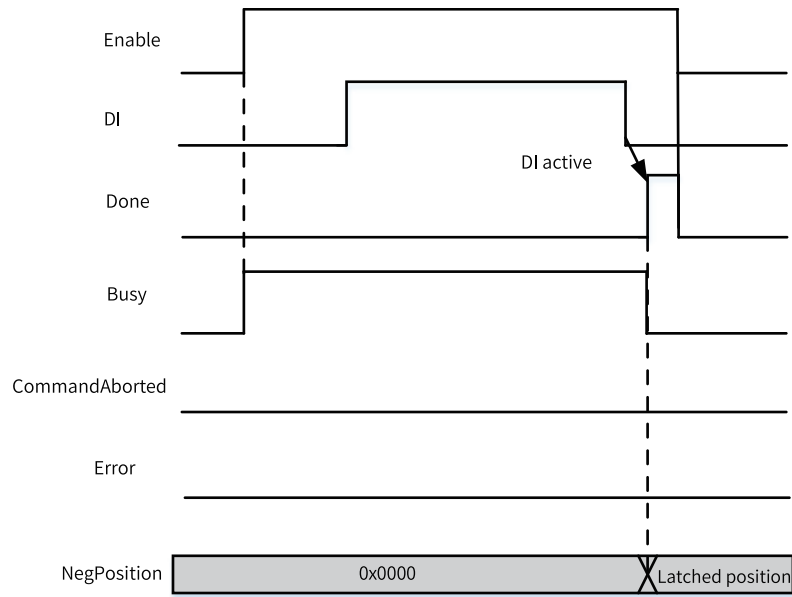 Enable
DI
DI active
Done
Busy
CommandAborted
Error
NegPosition 0x0000 Latched position